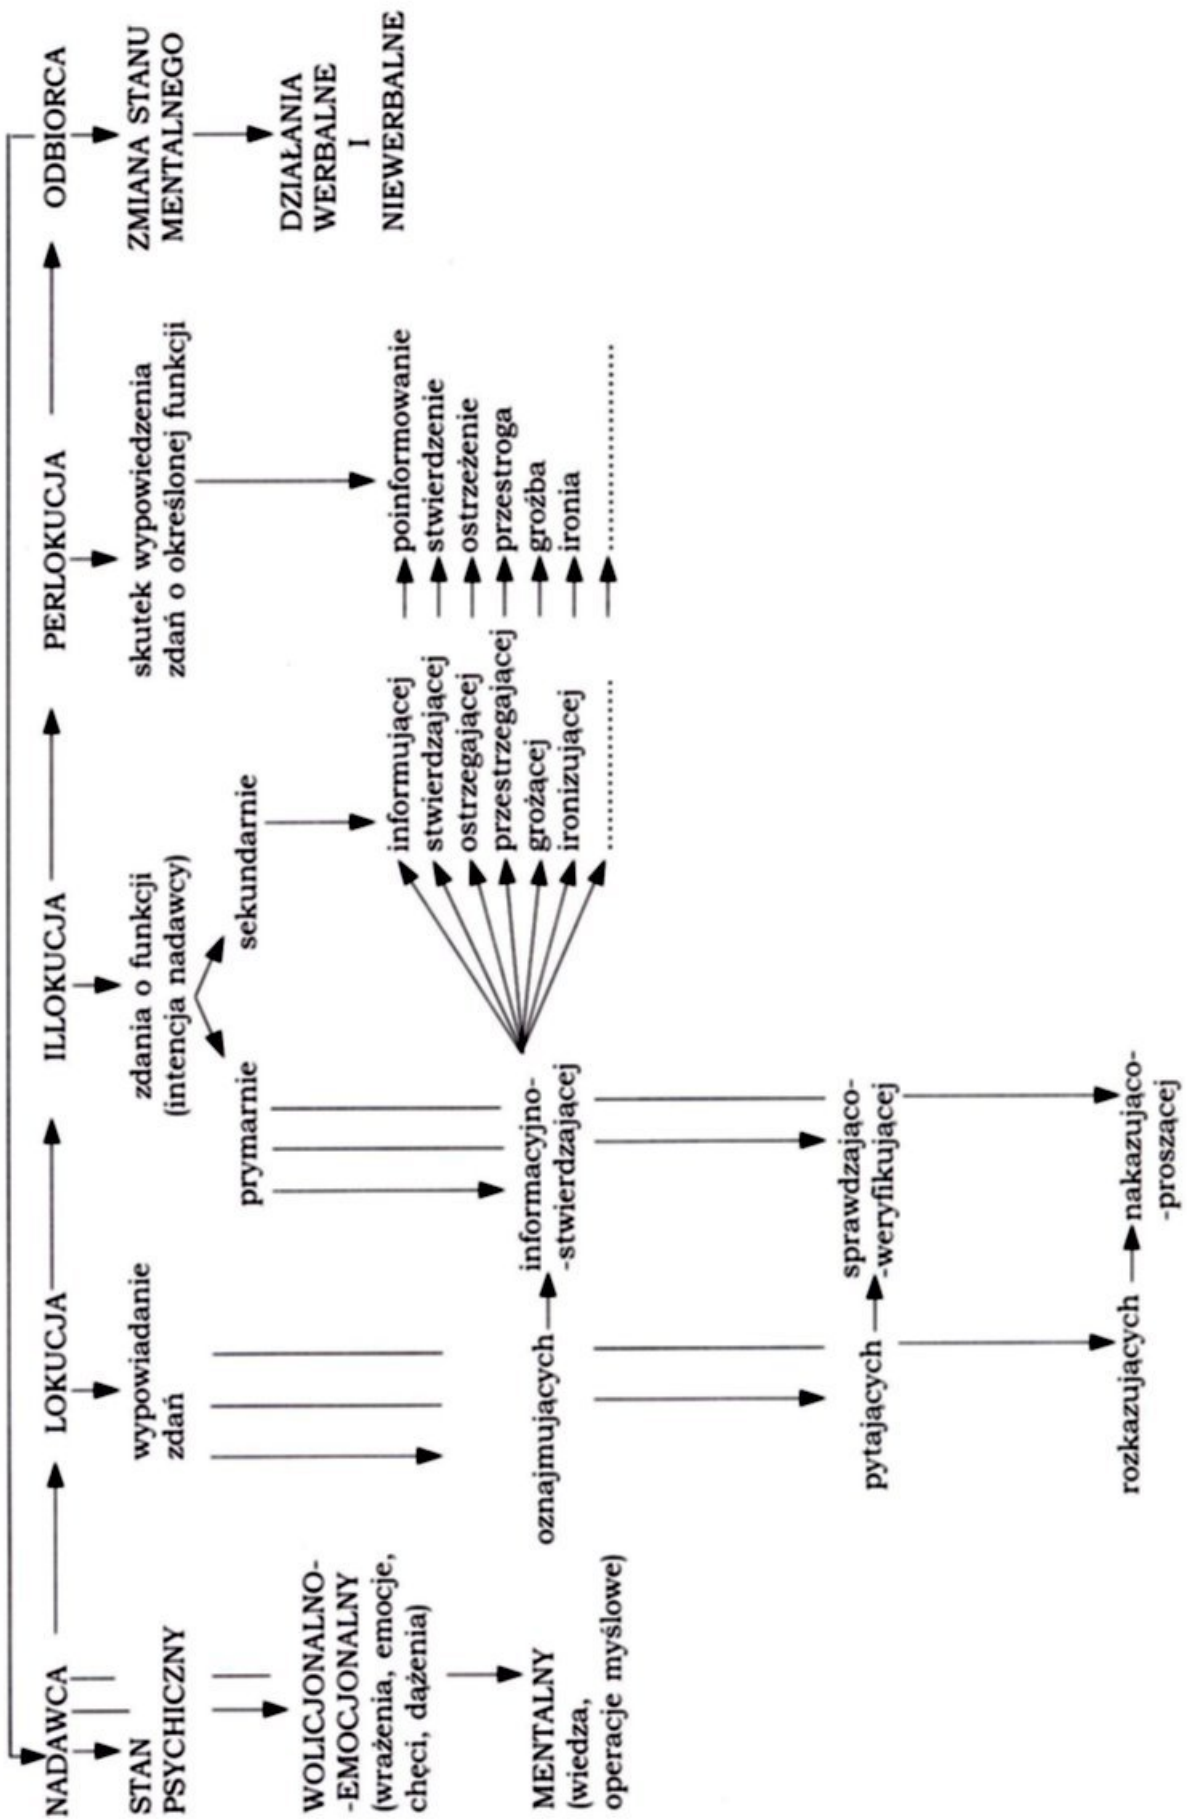 NADAWCA
LOKUCJA
ILLOKUCJA
PERLOKUCJA
ODBIORCA
STAN
PSYCHICZNY
WOLICJONALNO-
-EMOCJONALNY
(wrażenia, emocje,
chęci, dążenia)
MENTALNY
(wiedza,
operacje myślowe)
wypowiadanie
zdań
oznajmujących
pytających
rozkazujących
zdania o funkcji
(intencja nadawcy)
prymarnie
sekundarnie
informacyjno-
-stwierdzającej
sprawdzająco-
-weryfikującej
nakazująco-
-proszącej
informującej
stwierdzającej
ostrzegającej
przestrzegającej
grożącej
ironizującej
....................
skutek wypowiedzenia
zdań o określonej funkcji
poinformowanie
stwierdzenie
ostrzeżenie
przestroga
groźba
ironia
........................
ZMIANA STANU
MENTALNEGO
DZIAŁANIA
WERBALNE
I
NIEWERBALNE